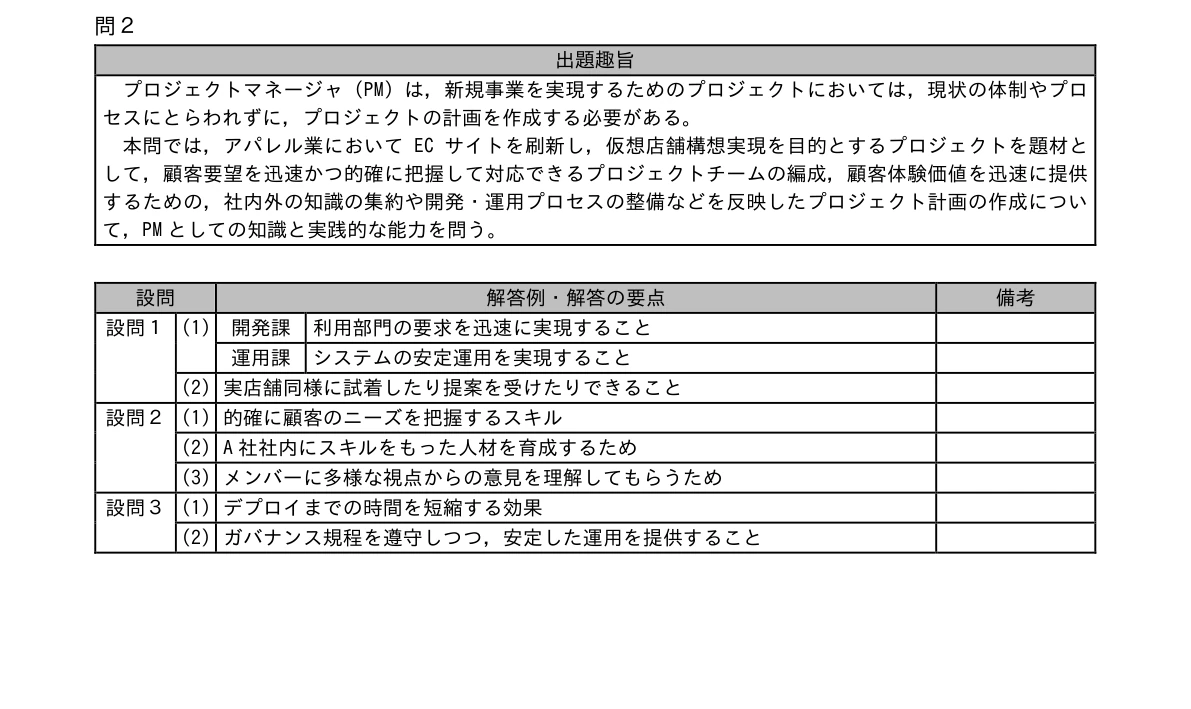 問2
出題趣旨
プロジェクトマネージャ（PM）は，新規事業を実現するためのプロジェクトにおいては，現状の体制やプロ
セスにとらわれずに，プロジェクトの計画を作成する必要がある。
本問では，アパレル業において EC サイトを刷新し，仮想店舗構想実現を目的とするプロジェクトを題材と
して，顧客要望を迅速かつ的確に把握して対応できるプロジェクトチームの編成，顧客体験価値を迅速に提供
するための，社内外の知識の集約や開発・運用プロセスの整備などを反映したプロジェクト計画の作成につい
て，PM としての知識と実践的な能力を問う。
設問 解答例・解答の要点 備考
設問1 (1) 開発課 利用部門の要求を迅速に実現すること
運用課 システムの安定運用を実現すること
(2) 実店舗同様に試着したり提案を受けたりできること
設問2 (1) 的確に顧客のニーズを把握するスキル
(2) A 社社内にスキルをもった人材を育成するため
(3) メンバーに多様な視点からの意見を理解してもらうため
設問3 (1) デプロイまでの時間を短縮する効果
(2) ガバナンス規程を遵守しつつ，安定した運用を提供すること